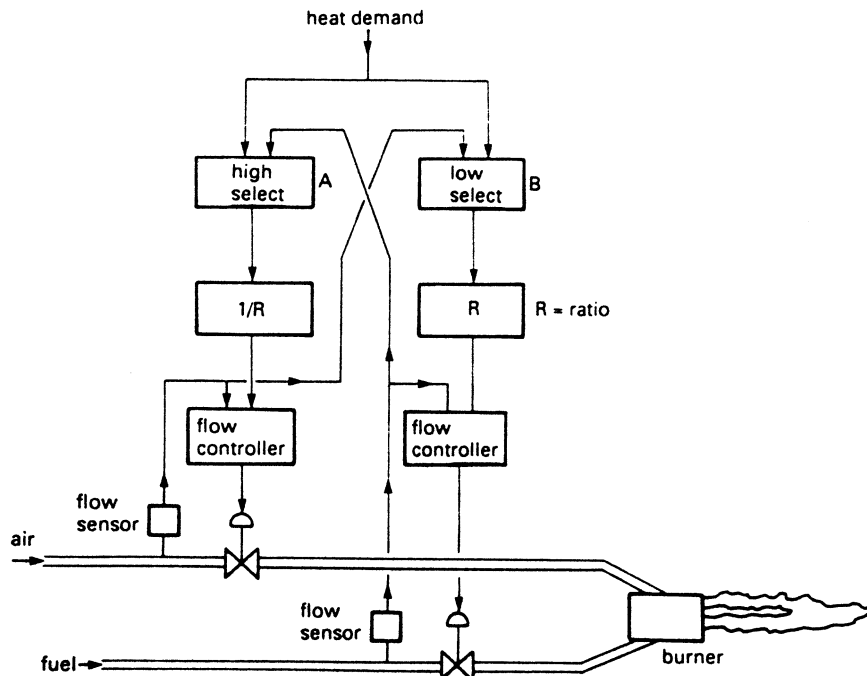 heat demand
high
select
A
low
select
B
1/R
R
R = ratio
flow
controller
flow
controller
flow
sensor
air
flow
sensor
fuel
burner